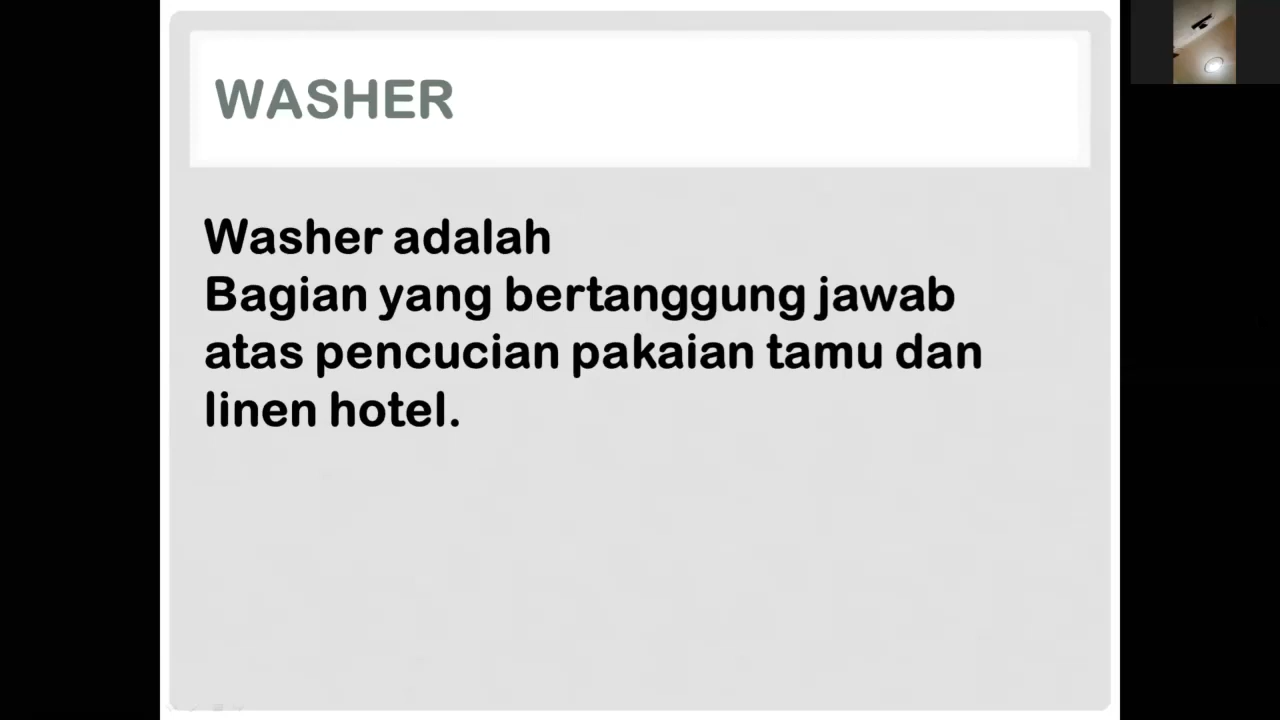 WASHER
Washer adalah
Bagian yang bertanggung jawab
atas pencucian pakaian tamu dan
linen hotel.